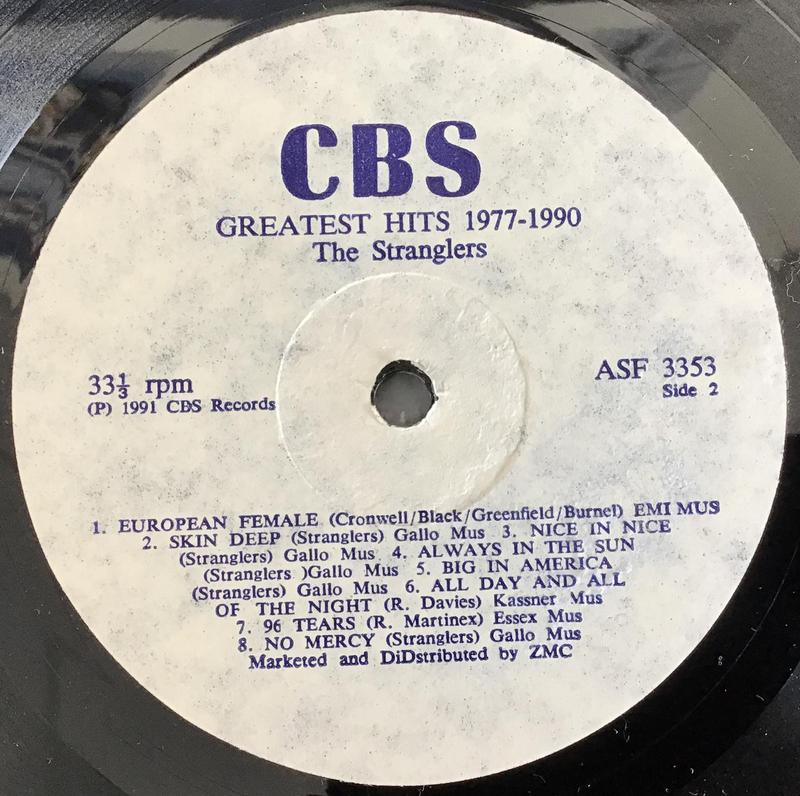 CBS
GREATEST HITS 1977-1990
The Stranglers
33⅓ rpm
(P) 1991 CBS Records
ASF 3353
Side 2
1. EUROPEAN FEMALE (Cronwell/Black/Greenfield/Burnel) EMI MUS
2. SKIN DEEP (Stranglers) Gallo Mus 3. NICE IN NICE
(Stranglers) Gallo Mus 4. ALWAYS IN THE SUN
(Stranglers )Gallo Mus 5. BIG IN AMERICA
(Stranglers) Gallo Mus 6. ALL DAY AND ALL
OF THE NIGHT (R. Davies) Kassner Mus
7. 96 TEARS (R. Martinex) Essex Mus
8. NO MERCY (Stranglers) Gallo Mus
Marketed and DiDstributed by ZMC